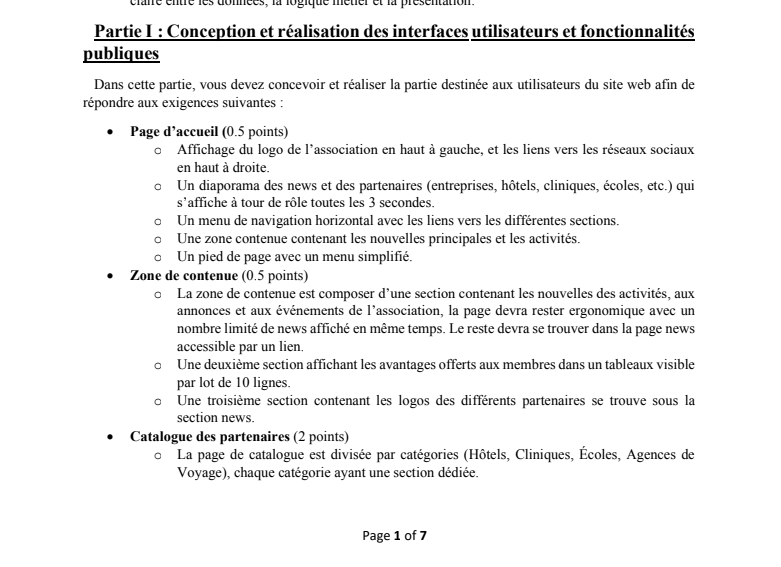 claire entre les données, la logique métier et la présentation.
Partie I : Conception et réalisation des interfaces utilisateurs et fonctionnalités
publiques
Dans cette partie, vous devez concevoir et réaliser la partie destinée aux utilisateurs du site web afin de
répondre aux exigences suivantes :
• Page d’accueil (0.5 points)
o Affichage du logo de l’association en haut à gauche, et les liens vers les réseaux sociaux
en haut à droite.
o Un diaporama des news et des partenaires (entreprises, hôtels, cliniques, écoles, etc.) qui
s’affiche à tour de rôle toutes les 3 secondes.
o Un menu de navigation horizontal avec les liens vers les différentes sections.
o Une zone contenue contenant les nouvelles principales et les activités.
o Un pied de page avec un menu simplifié.
• Zone de contenue (0.5 points)
o La zone de contenue est composer d’une section contenant les nouvelles des activités, aux
annonces et aux événements de l’association, la page devra rester ergonomique avec un
nombre limité de news affiché en même temps. Le reste devra se trouver dans la page news
accessible par un lien.
o Une deuxième section affichant les avantages offerts aux membres dans un tableaux visible
par lot de 10 lignes.
o Une troisième section contenant les logos des différents partenaires se trouve sous la
section news.
• Catalogue des partenaires (2 points)
o La page de catalogue est divisée par catégories (Hôtels, Cliniques, Écoles, Agences de
Voyage), chaque catégorie ayant une section dédiée.
Page 1 of 7